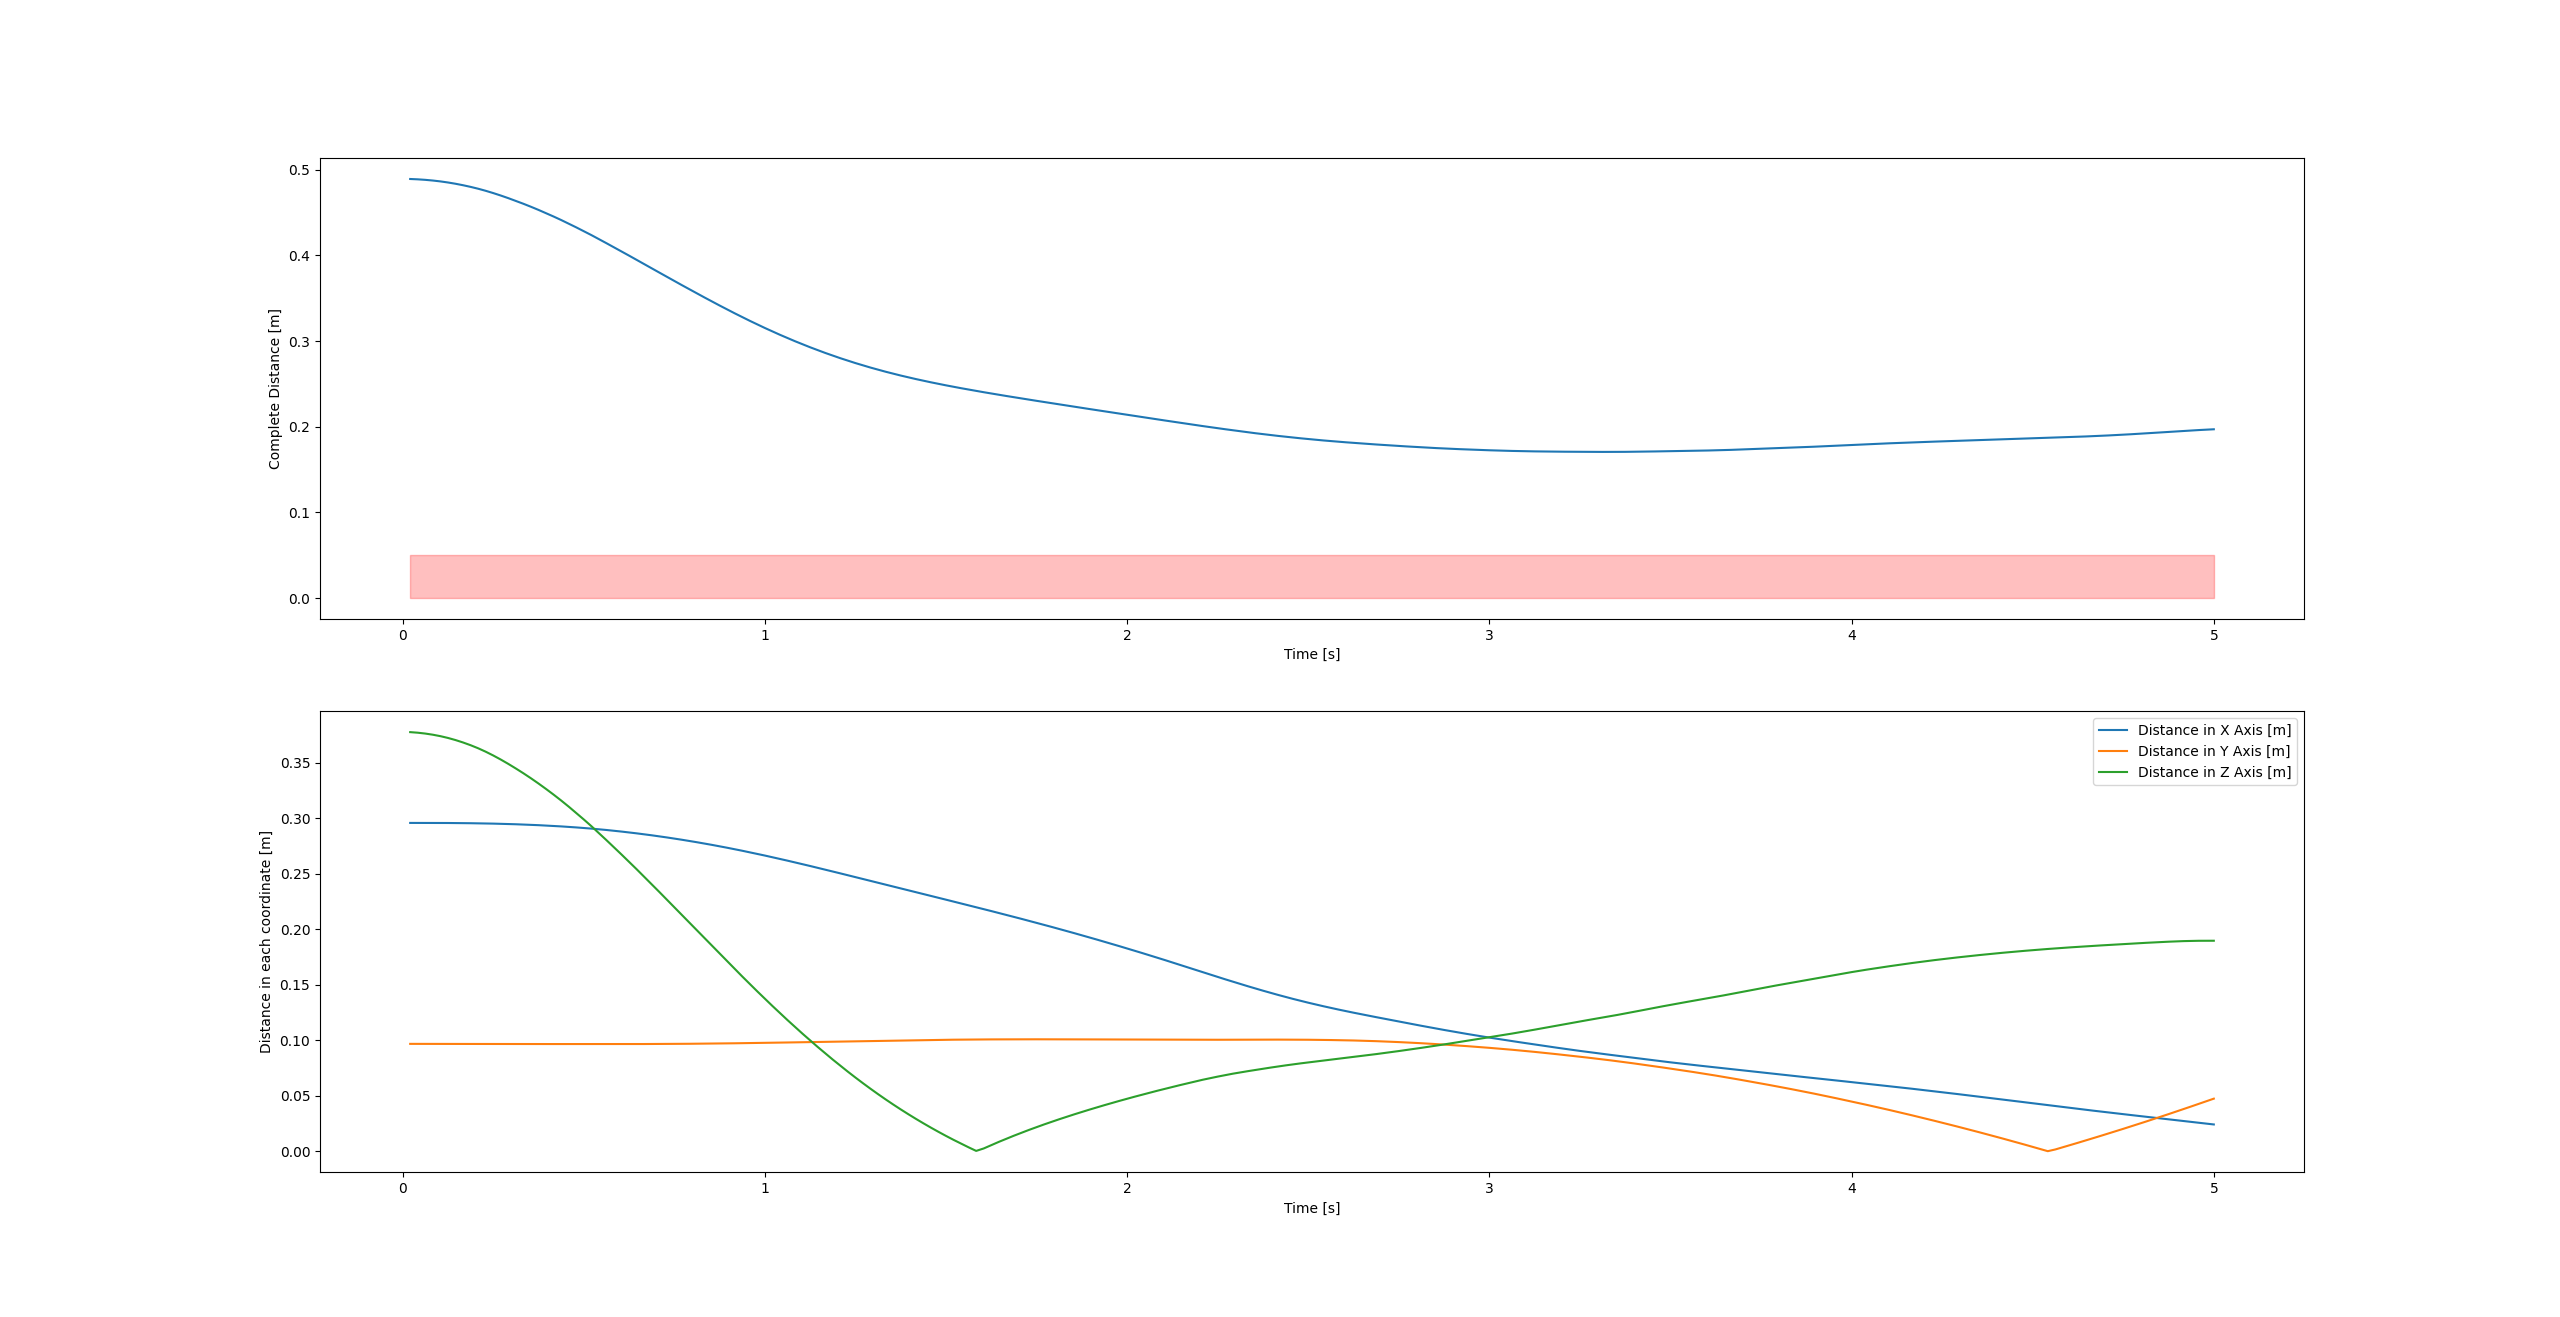 0.5
0.4
0.3
0.2
0.1
0.0
Complete Distance [m]
0 1 2 3 4 5
Time [s]
Distance in X Axis [m]
Distance in Y Axis [m]
Distance in Z Axis [m]
0.35
0.30
0.25
0.20
0.15
0.10
0.05
0.00
Distance in each coordinate [m]
0 1 2 3 4 5
Time [s]